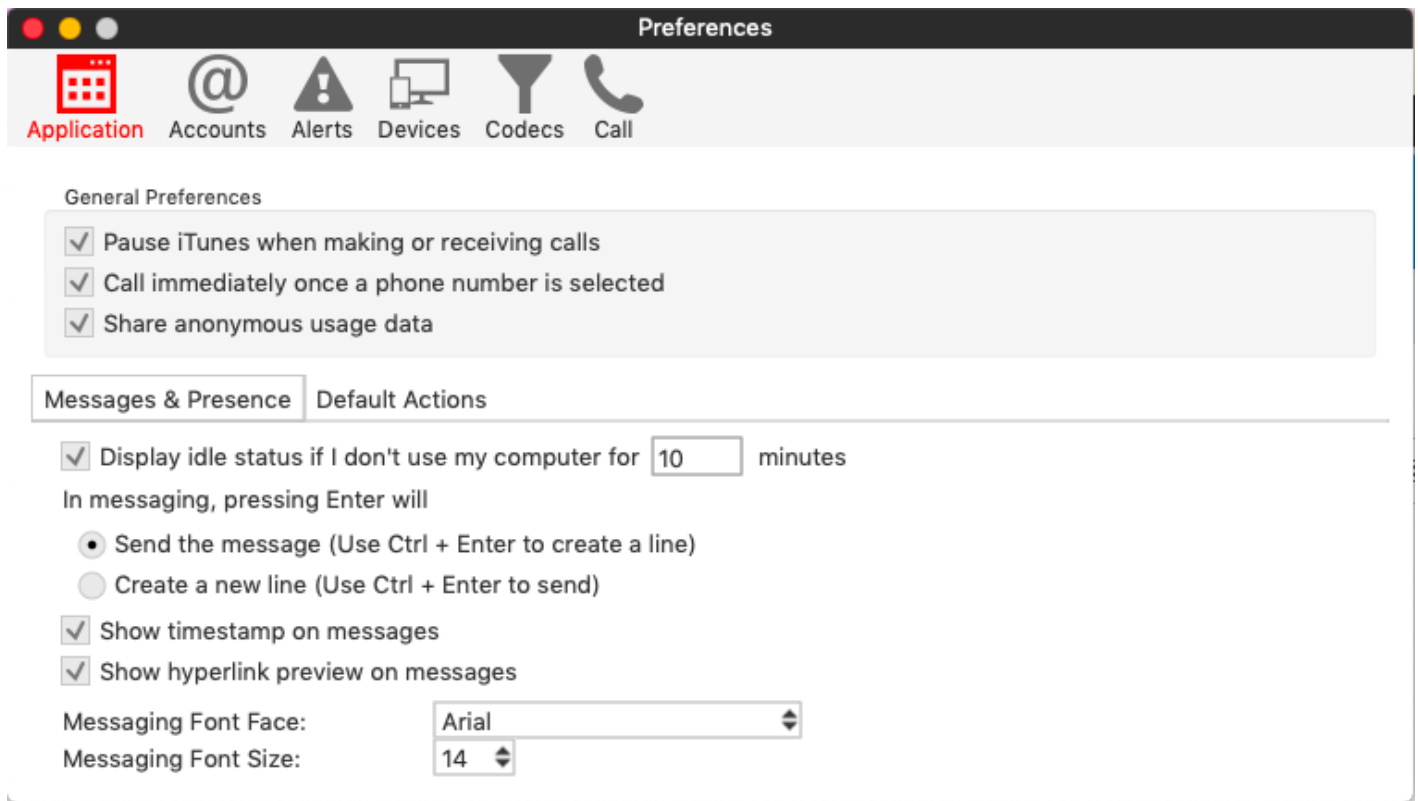 Preferences
Application Accounts Alerts Devices Codecs Call
General Preferences
Pause iTunes when making or receiving calls
Call immediately once a phone number is selected
Share anonymous usage data
Messages & Presence Default Actions
Display idle status if I don't use my computer for 10 minutes
In messaging, pressing Enter will
Send the message (Use Ctrl + Enter to create a line)
Create a new line (Use Ctrl + Enter to send)
Show timestamp on messages
Show hyperlink preview on messages
Messaging Font Face: Arial
Messaging Font Size: 14